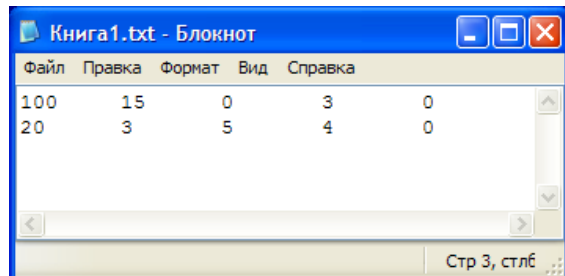 Книга1.txt - Блокнот
Файл Правка Формат Вид Справка
100 15 0 3 0
20 3 5 4 0
Стр 3, стлб